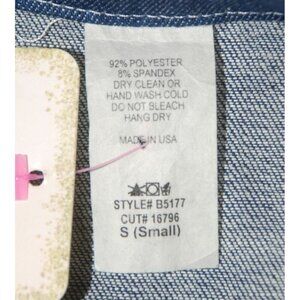 92% POLYESTER
8% SPANDEX
DRY CLEAN OR
HAND WASH COLD
DO NOT BLEACH
HANG DRY
MADE IN USA
STYLE# B5177
CUT# 16796
S (Small)